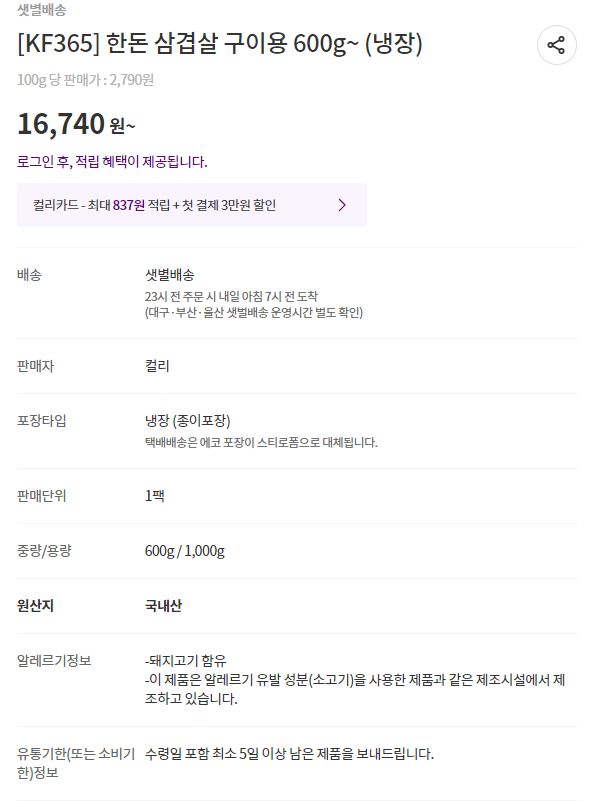 샛별배송
[KF365] 한돈 삼겹살 구이용 600g~ (냉장)
100g 당 판매가 : 2,790원
16,740 원~
로그인 후, 적립 혜택이 제공됩니다.
컬리카드 - 최대 837원 적립 + 첫 결제 3만원 할인
배송 샛별배송
23시 전 주문 시 내일 아침 7시 전 도착
(대구·부산·울산 샛별배송 운영시간 별도 확인)
판매자 컬리
포장타입 냉장 (종이포장)
택배배송은 에코 포장이 스티로폼으로 대체됩니다.
판매단위 1팩
중량/용량 600g / 1,000g
원산지 국내산
알레르기정보 -돼지고기 함유
-이 제품은 알레르기 유발 성분(소고기)을 사용한 제품과 같은 제조시설에서 제
조하고 있습니다.
유통기한(또는 소비기 수령일 포함 최소 5일 이상 남은 제품을 보내드립니다.
한)정보